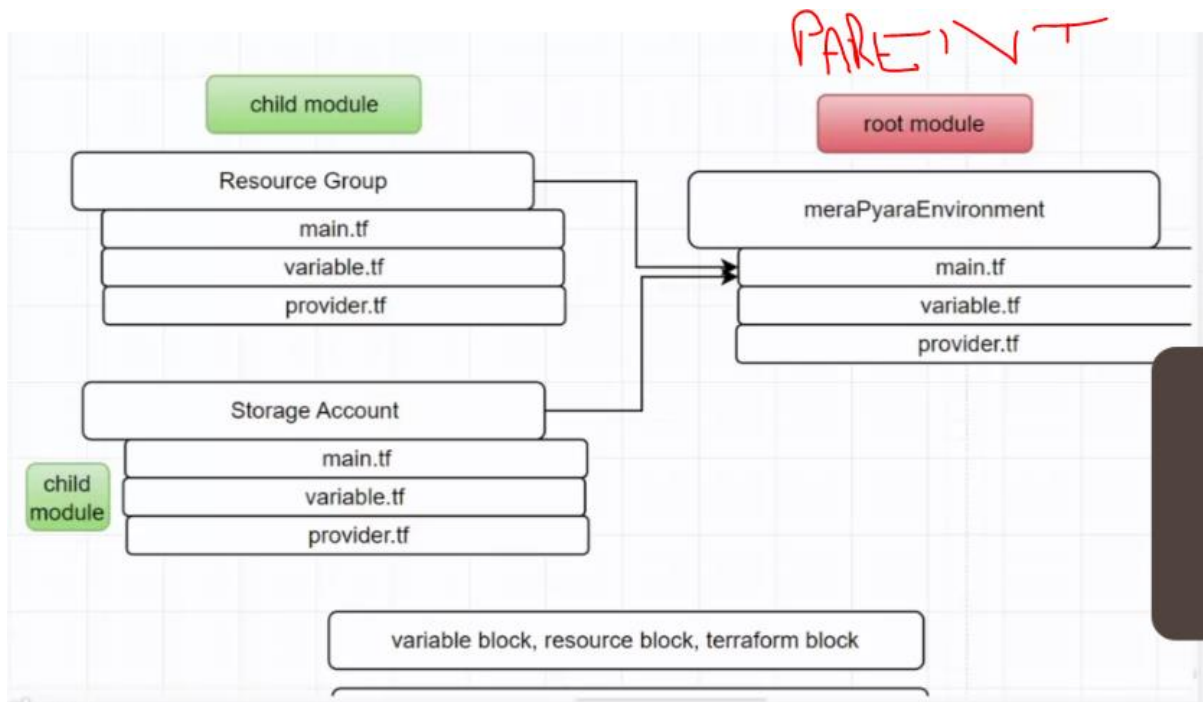 PARENT
child module
root module
Resource Group
main.tf
variable.tf
provider.tf
meraPyaraEnvironment
main.tf
variable.tf
provider.tf
Storage Account
child
module
main.tf
variable.tf
provider.tf
variable block, resource block, terraform block